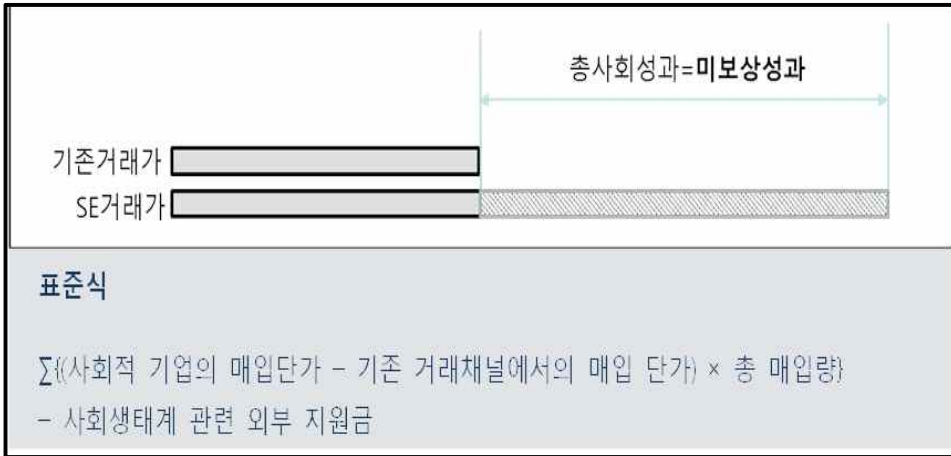 총사회성과=미보상성과
기존거래가
SE거래가
표준식
∑{(사회적 기업의 매입단가 - 기존 거래채널에서의 매입 단가) × 총 매입량}
- 사회생태계 관련 외부 지원금